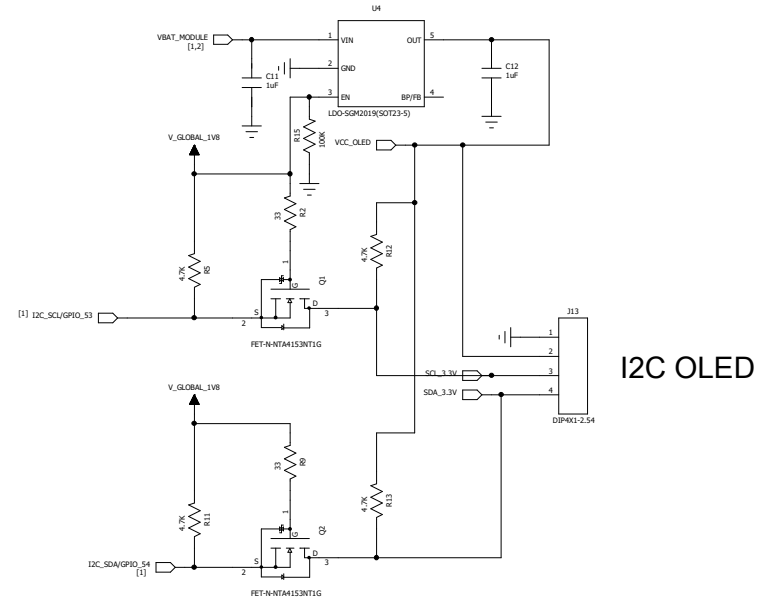 U4
VBAT_MODULE
[1,2]
1
VIN
OUT
5
2
GND
C11
1uF
C12
1uF
3
EN
BP/FB
4
LDO-SGM2019(SOT23-5)
R15
100K
V_GLOBAL_1V8
VCC_OLED
33
R2
4.7K
R12
4.7K
R5
1
G
Q1
[1] I2C_SCL/GPIO_53
S
D
2
3
J13
FET-N-NTA4153NT1G
1
2
I2C OLED
SCL_3.3V
3
V_GLOBAL_1V8
SDA_3.3V
4
DIP4X1-2.54
33
R9
4.7K
R13
4.7K
R11
1
G
Q2
I2C_SDA/GPIO_54
[1]
S
D
2
3
FET-N-NTA4153NT1G